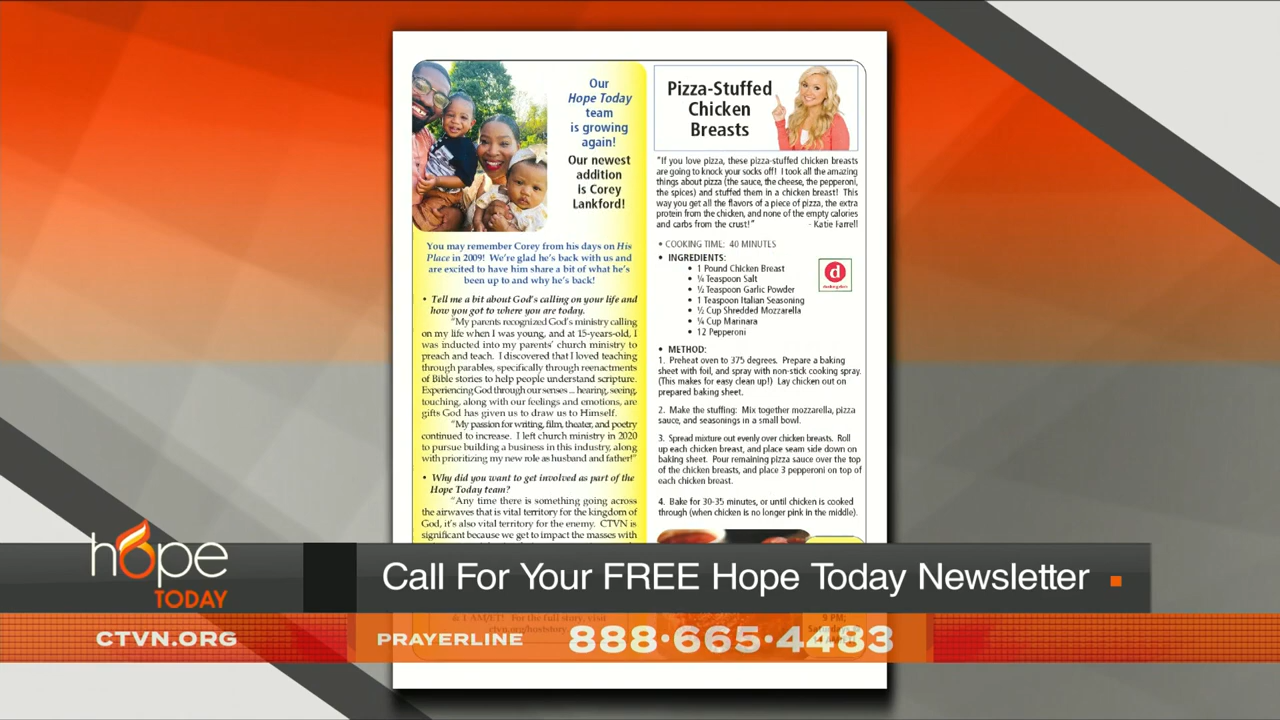 Our
Hope Today
team
is growing
again!
Our newest
addition
is Corey
Lankford!
You may remember Corey from his days on His
Place in 2009! We're glad he's back with us and
are excited to have him share a bit of what he's
been up to and why he's back!
• Tell me a bit about God's calling on your life and
how you got to where you are today.
"My parents recognized God's ministry calling
on my life when I was young, and at 15-years-old, I
was inducted into my parents' church ministry to
preach and teach. I discovered that I loved teaching
through parables, specifically through reenactments
of Bible stories to help people understand scripture.
Experiencing God through our senses ... hearing, seeing,
touching, along with our feelings and emotions, are
gifts God has given us to draw us to Himself.
"My passion for writing, film, theater, and poetry
continued to increase. I left church ministry in 2020
to pursue building a business in this industry, along
with prioritizing my new role as husband and father!"
• Why did you want to get involved as part of the
Hope Today team?
"Any time there is something going across
the airwaves that is vital territory for the kingdom of
God, it's also vital territory for the enemy. CTVN is
significant because we get to impact the masses with
Pizza-Stuffed
Chicken
Breasts
"If you love pizza, these pizza-stuffed chicken breasts
are going to knock your socks off! I took all the amazing
things about pizza (the sauce, the cheese, the pepperoni,
the spices) and stuffed them in a chicken breast! This
way you get all the flavors of a piece of pizza, the extra
protein from the chicken, and none of the empty calories
and carbs from the crust!" - Katie Farrell
• COOKING TIME: 40 MINUTES
• INGREDIENTS:
• 1 Pound Chicken Breast
• ¼ Teaspoon Salt
• ½ Teaspoon Garlic Powder
• 1 Teaspoon Italian Seasoning
• ½ Cup Shredded Mozzarella
• ¼ Cup Marinara
• 12 Pepperoni
d
• METHOD:
1. Preheat oven to 375 degrees. Prepare a baking
sheet with foil, and spray with non-stick cooking spray.
(This makes for easy clean up!) Lay chicken out on
prepared baking sheet.
2. Make the stuffing: Mix together mozzarella, pizza
sauce, and seasonings in a small bowl.
3. Spread mixture out evenly over chicken breasts. Roll
up each chicken breast, and place seam side down on
baking sheet. Pour remaining pizza sauce over the top
of the chicken breasts, and place 3 pepperoni on top of
each chicken breast.
4. Bake for 30-35 minutes, or until chicken is cooked
through (when chicken is no longer pink in the middle).
hope
TODAY
Call For Your FREE Hope Today Newsletter
& 1 AM/ET! For the full story, visit
9 PM;
CTVN.ORG
PRAYERLINE 888•665•4483